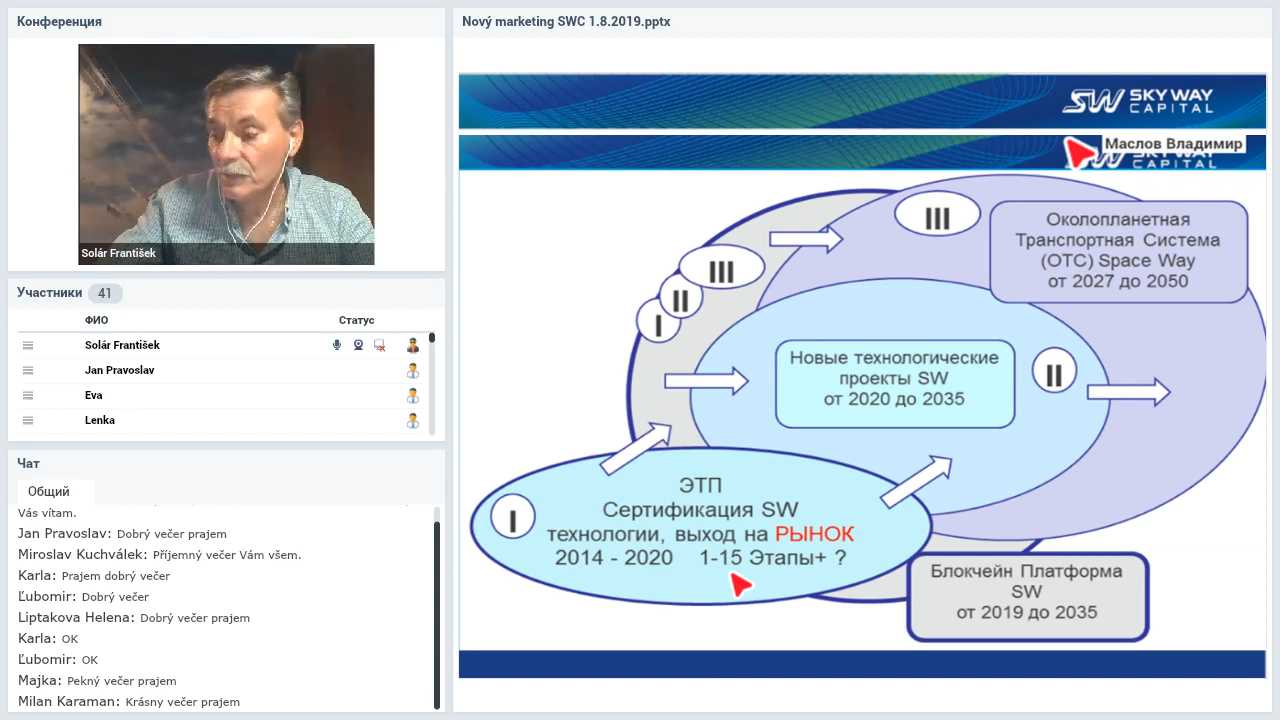 Конференция
Solár František
Участники 41
ФИО Статус
Solár František
Jan Pravoslav
Eva
Lenka
Чат
Общий
Vás vítam.
Jan Pravoslav: Dobrý večer prajem
Miroslav Kuchválek: Príjemný večer Vám všem.
Karla: Prajem dobrý večer
Ľubomir: Dobrý večer
Liptakova Helena: Dobrý večer prajem
Karla: OK
Ľubomir: OK
Majka: Pekný večer prajem
Milan Karaman: Krásny večer prajem
Nový marketing SWC 1.8.2019.pptx
SW SKY WAY
CAPITAL
Маслов Владимир
CAPITAL
III
Околопланетная
Транспортная Система
(ОТС) Space Way
от 2027 до 2050
III
II
I
Новые технологические
проекты SW
от 2020 до 2035
II
I
ЭТП
Сертификация SW
технологии, выход на РЫНОК
2014 - 2020 1-15 Этапы+ ?
Блокчейн Платформа
SW
от 2019 до 2035